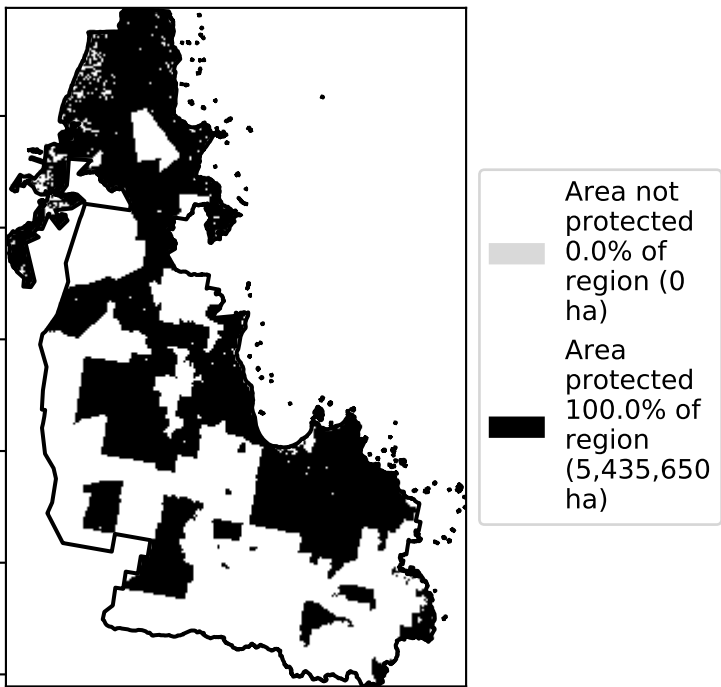 Area not
protected
0.0% of
region (0
ha)
Area
protected
100.0% of
region
(5,435,650
ha)